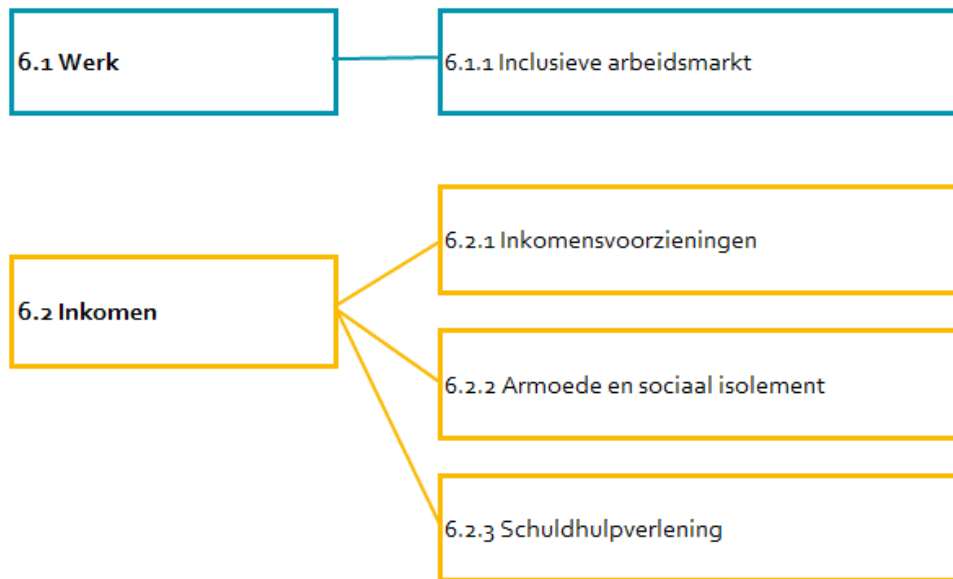 6.1 Werk
6.1.1 Inclusieve arbeidsmarkt
6.2 Inkomen
6.2.1 Inkomensvoorzieningen
6.2.2 Armoede en sociaal isolement
6.2.3 Schuldhulpverlening